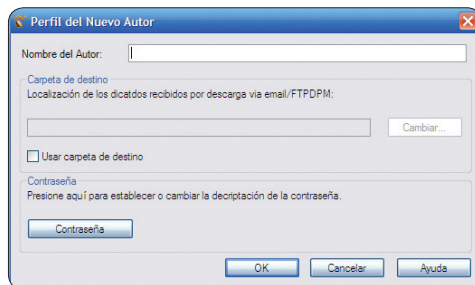 Perfil del Nuevo Autor
Nombre del Autor:
Carpeta de destino
Localización de los dicatdos recibidos por descarga via email/FTPDPM:
Cambiar...
Usar carpeta de destino
Contraseña
Presione aquí para establecer o cambiar la decriptación de la contraseña.
Contraseña
OK Cancelar Ayuda